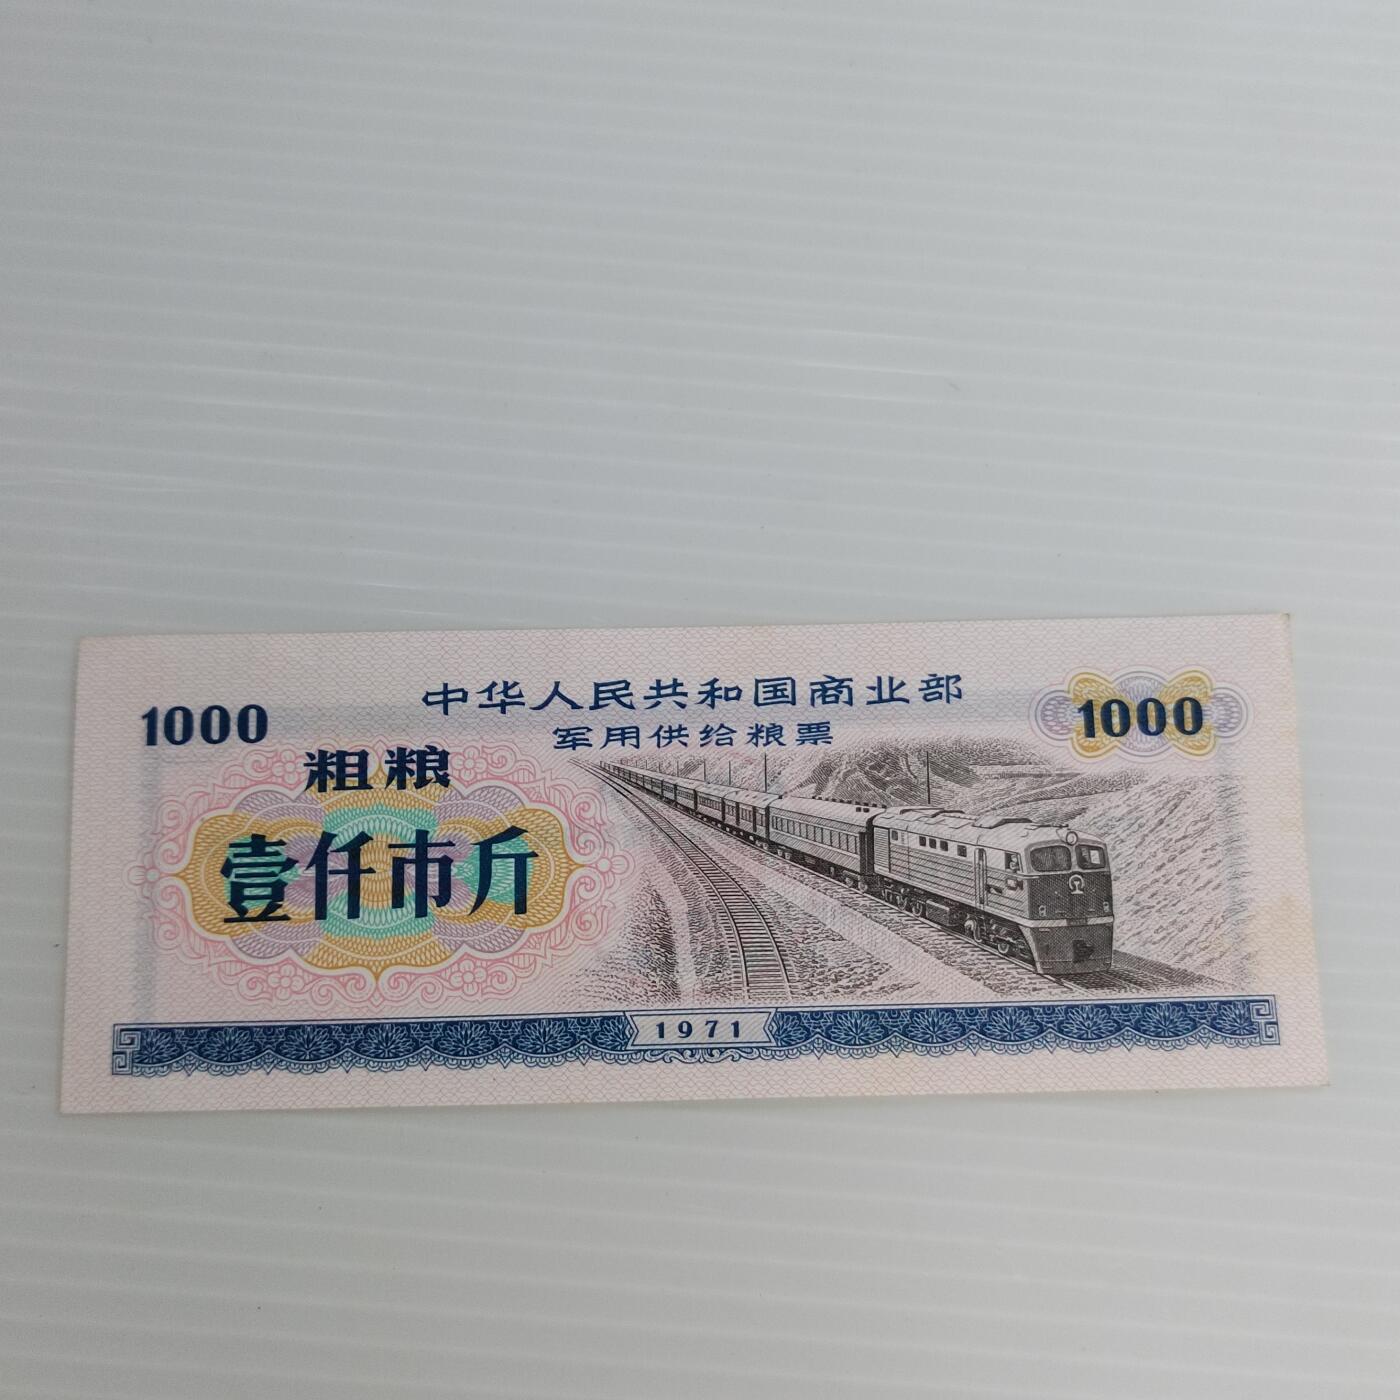 中华人民共和国商业部
军用供给粮票
1000
1000
粗粮
壹仟市斤
1971